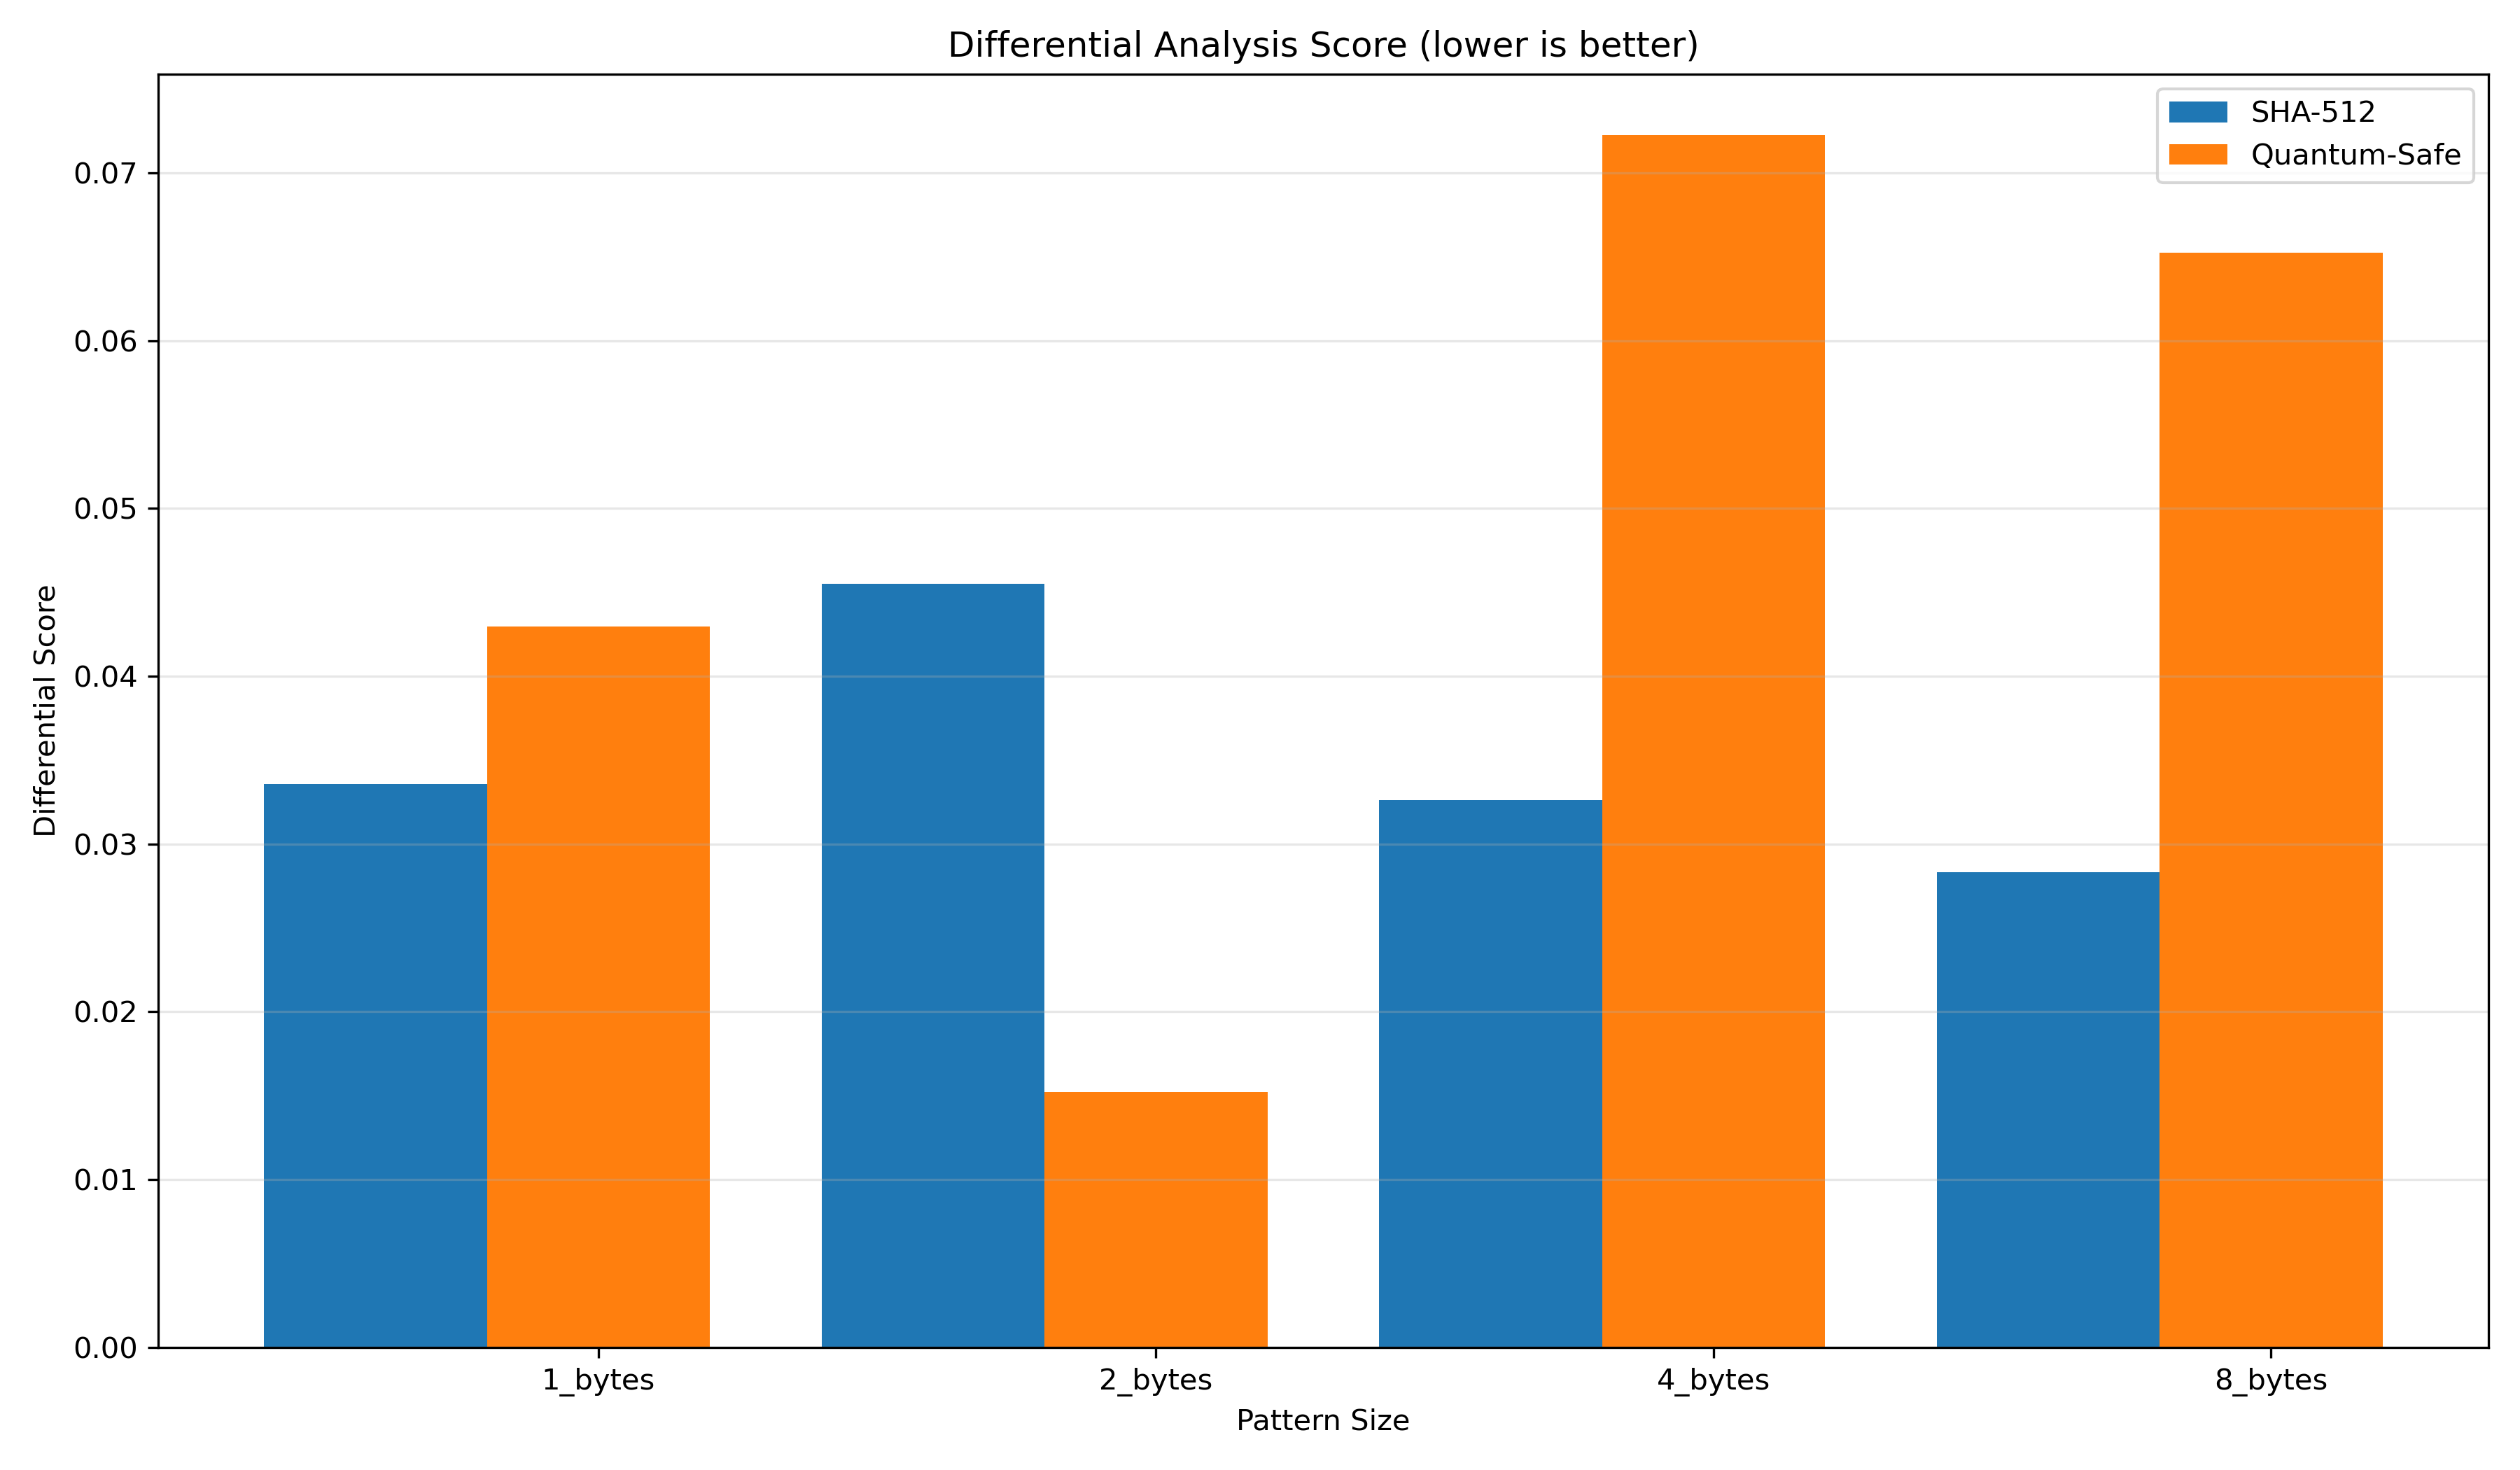 Differential Analysis Score (lower is better)
SHA-512
Quantum-Safe
Differential Score
0.07
0.06
0.05
0.04
0.03
0.02
0.01
0.00
1_bytes
2_bytes
4_bytes
8_bytes
Pattern Size